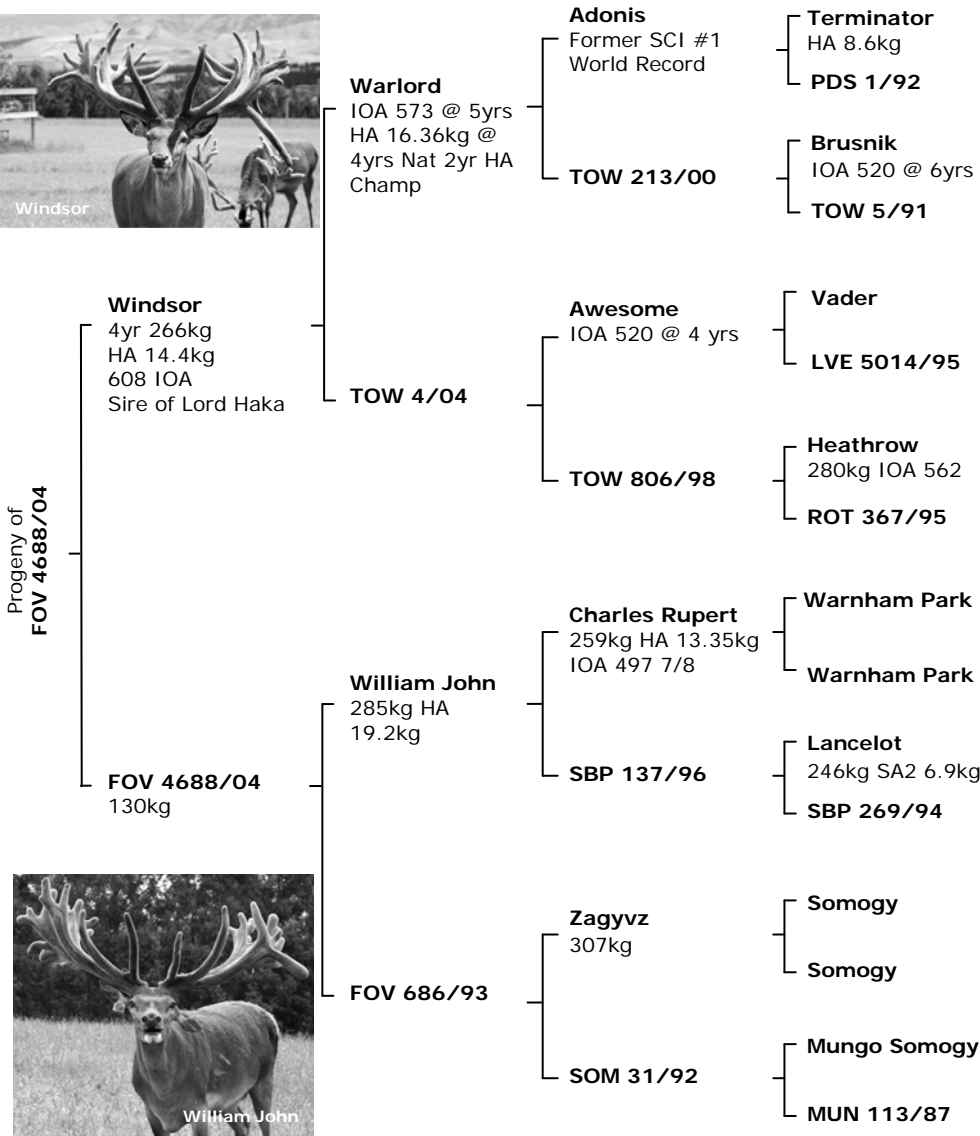 Windsor
Progeny of
FOV 4688/04
Windsor
4yr 266kg
HA 14.4kg
608 IOA
Sire of Lord Haka
FOV 4688/04
130kg
William John
Warlord
IOA 573 @ 5yrs
HA 16.36kg @
4yrs Nat 2yr HA
Champ
TOW 4/04
William John
285kg HA
19.2kg
FOV 686/93
Adonis
Former SCI #1
World Record
TOW 213/00
Awesome
IOA 520 @ 4 yrs
TOW 806/98
Charles Rupert
259kg HA 13.35kg
IOA 497 7/8
SBP 137/96
Zagyvz
307kg
SOM 31/92
Terminator
HA 8.6kg
PDS 1/92
Brusnik
IOA 520 @ 6yrs
TOW 5/91
Vader
LVE 5014/95
Heathrow
280kg IOA 562
ROT 367/95
Warnham Park
Warnham Park
Lancelot
246kg SA2 6.9kg
SBP 269/94
Somogy
Somogy
Mungo Somogy
MUN 113/87